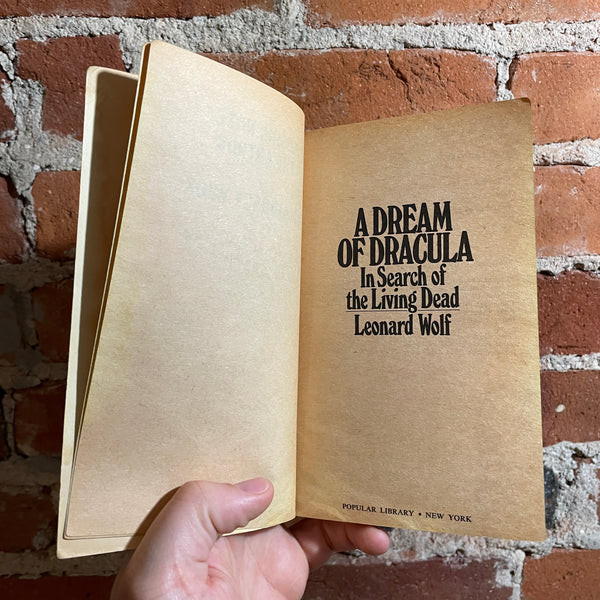 A DREAM
OF DRACULA
In Search of
the Living Dead
Leonard Wolf
POPULAR LIBRARY • NEW YORK